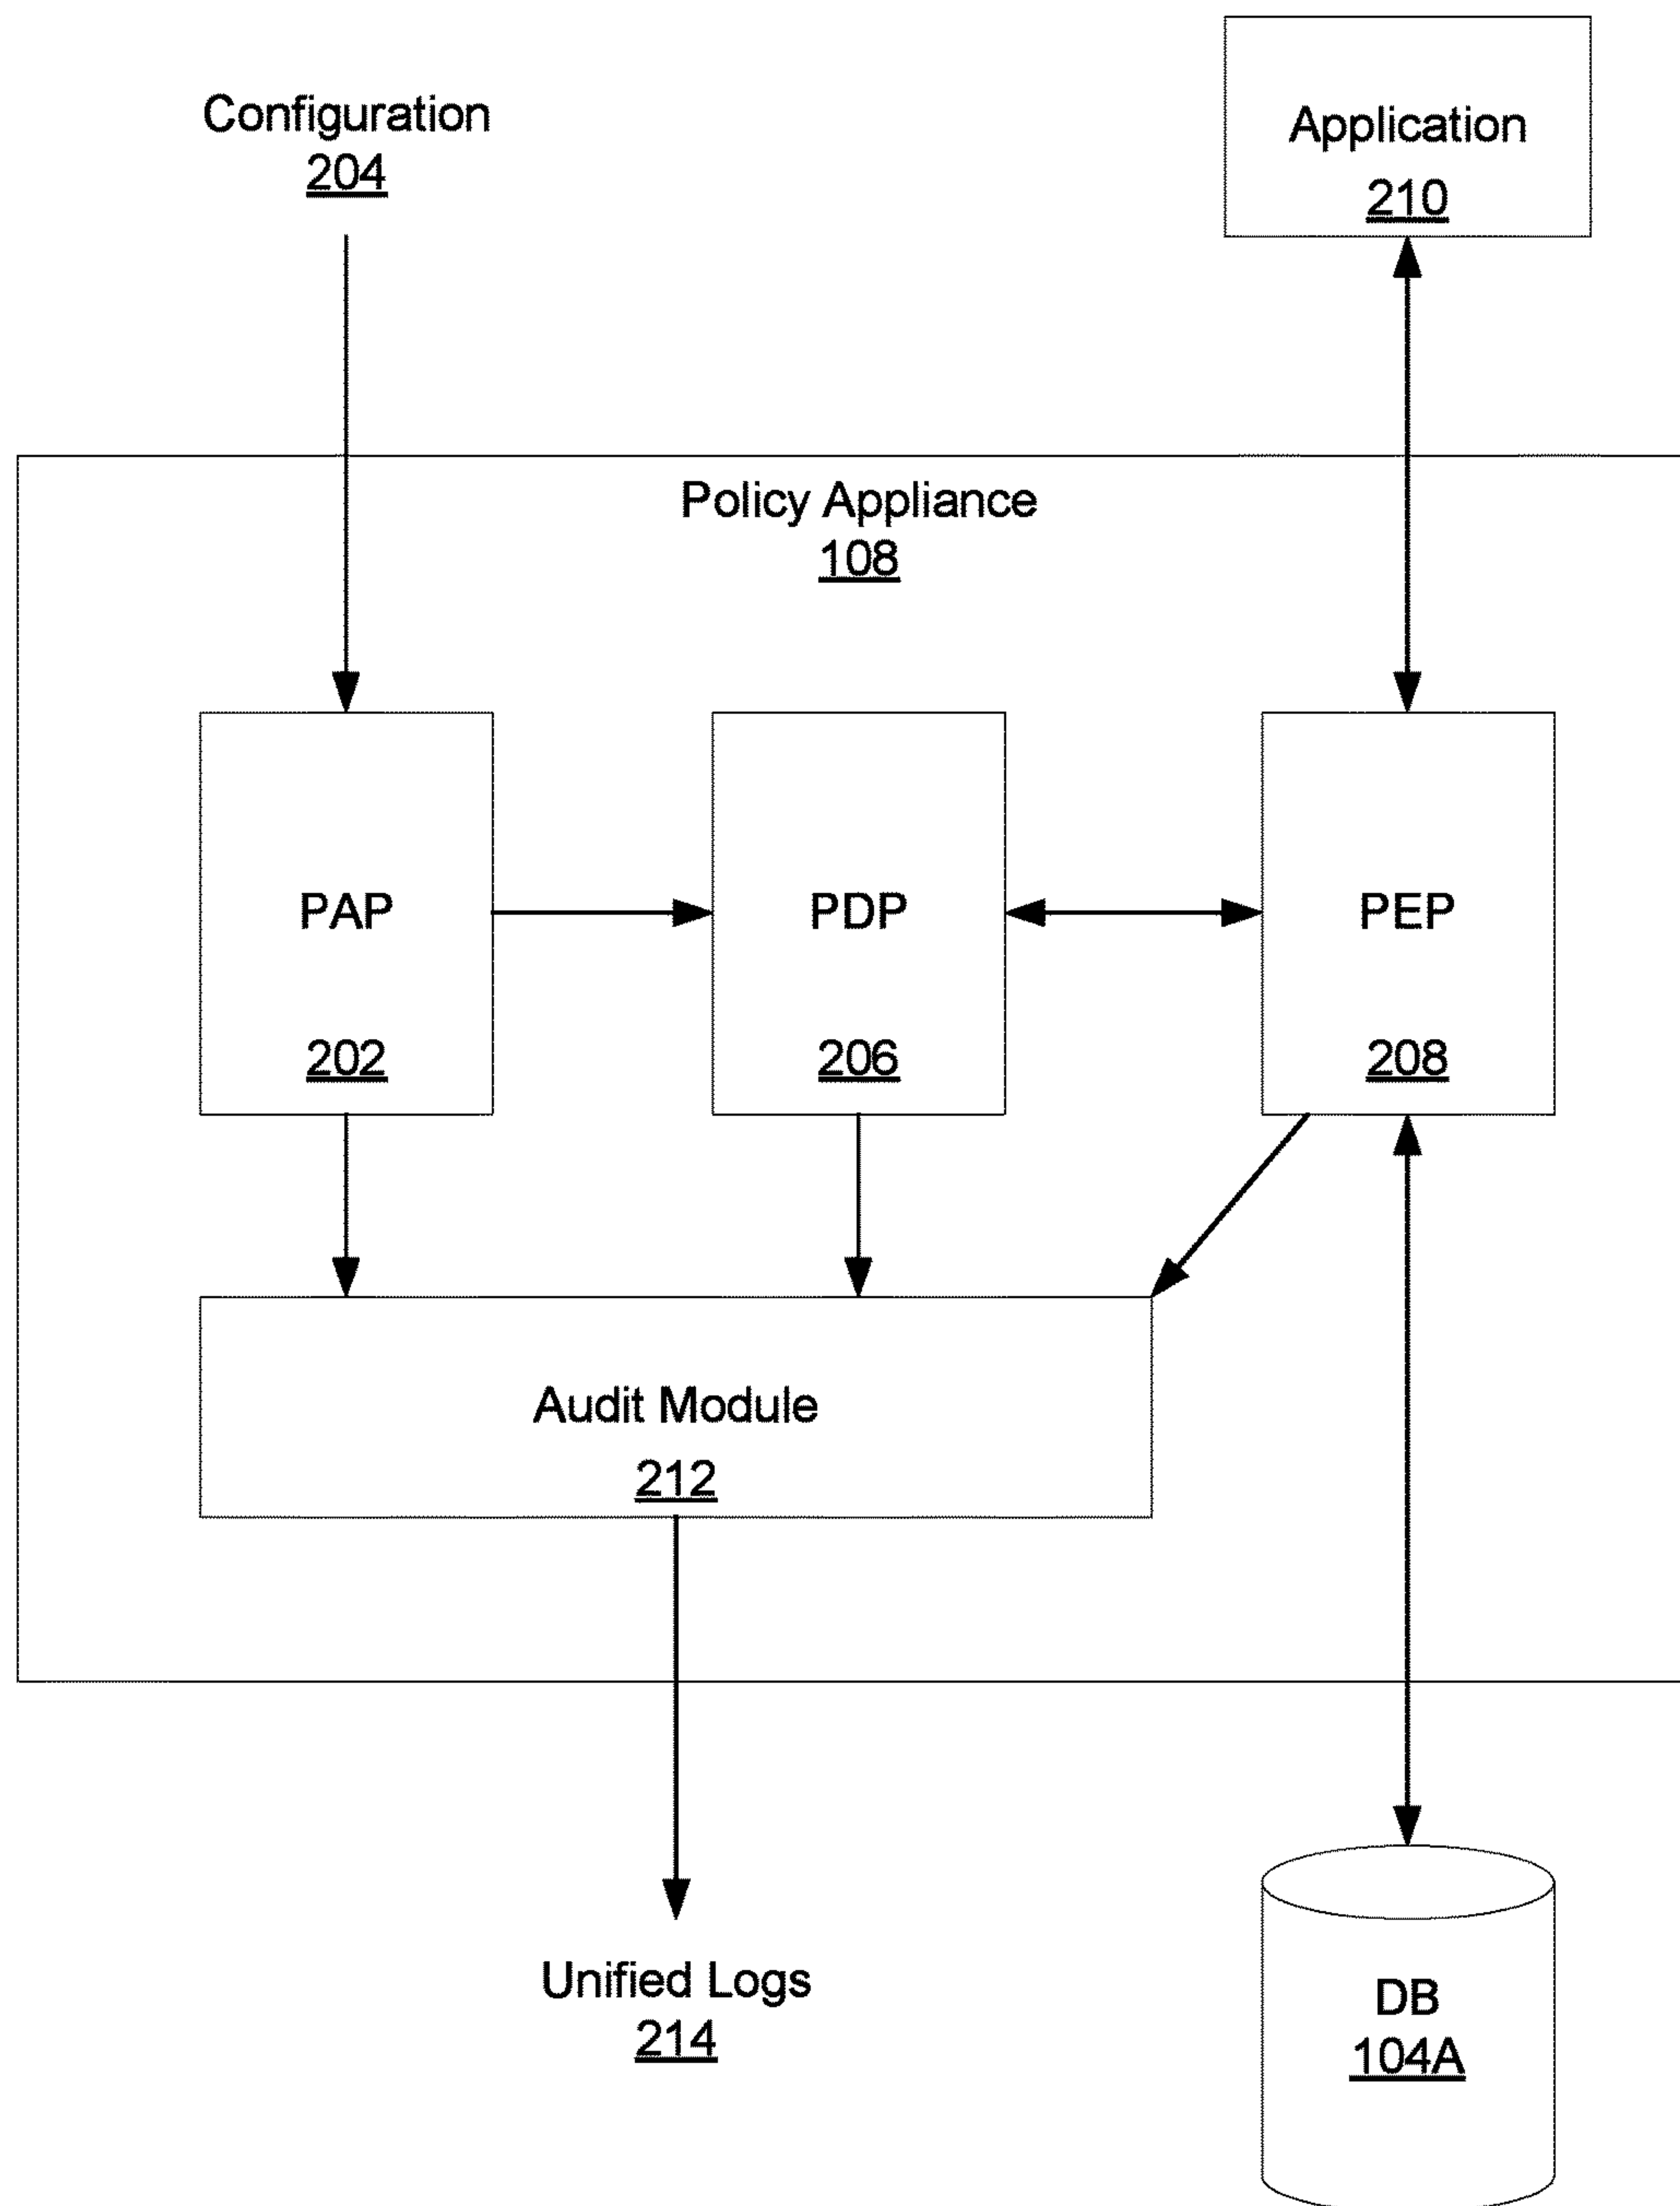 Configuration
204
Application
210
Policy Appliance
108
PAP
202
PDP
206
PEP
208
Audit Module
212
Unified Logs
214
DB
104A